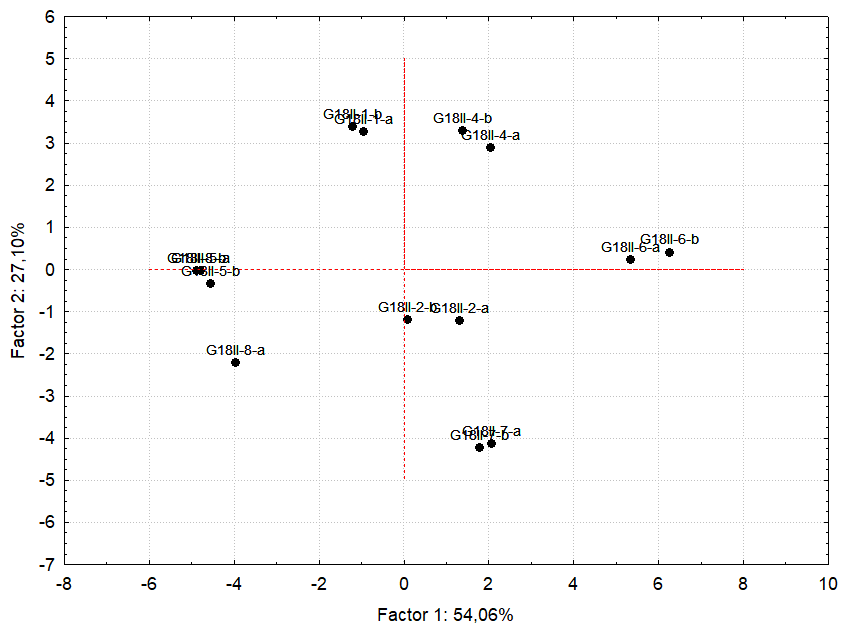 6
5
4
3
2
1
0
-1
-2
-3
-4
-5
-6
-7
Factor 2: 27,10%
G18II-1-b
G18II-1-a
G18II-4-b
G18II-4-a
G18II-6-b
G18II-6-a
G18II-5-b
G18II-2-b
G18II-2-a
G18II-8-a
G18II-7-a
G18II-7-b
-8
-6
-4
-2
0
2
4
6
8
10
Factor 1: 54,06%